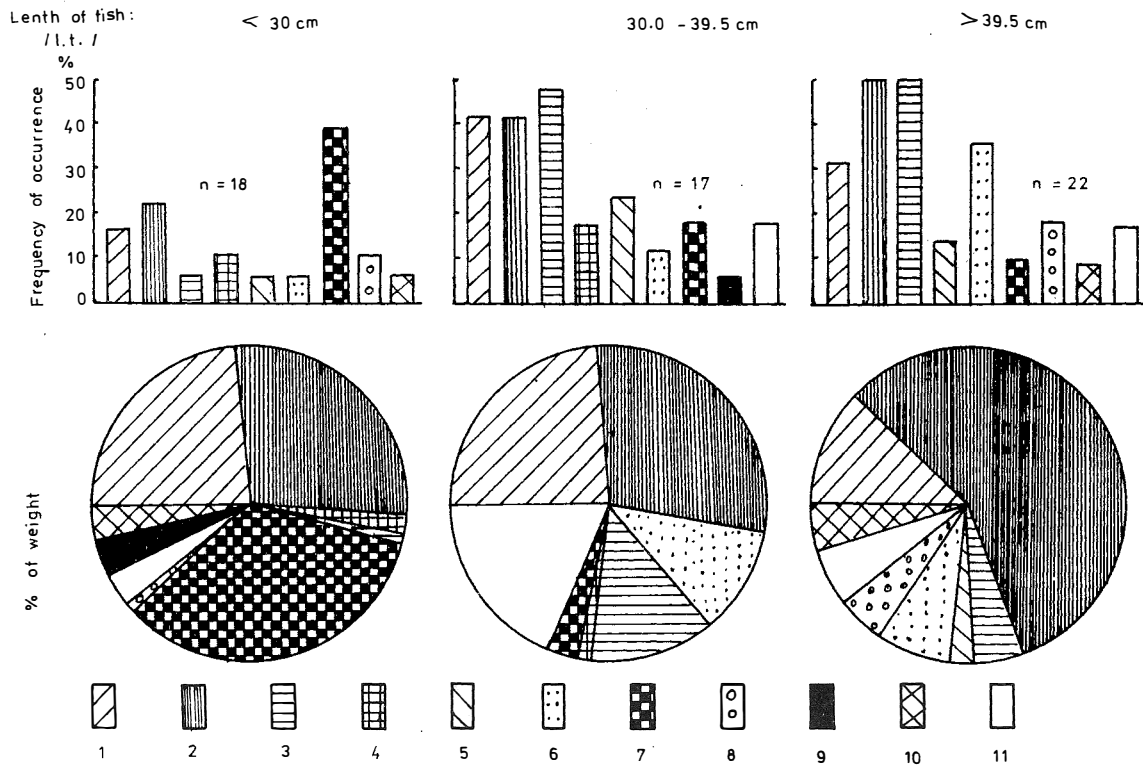 Lenth of fish:
/l.t./
< 30 cm
30.0 - 39.5 cm
> 39.5 cm
%
Frequency of occurrence
50
40
30
20
10
0
n = 18
n = 17
n = 22
% of weight
1 2 3 4 5 6 7 8 9 10 11